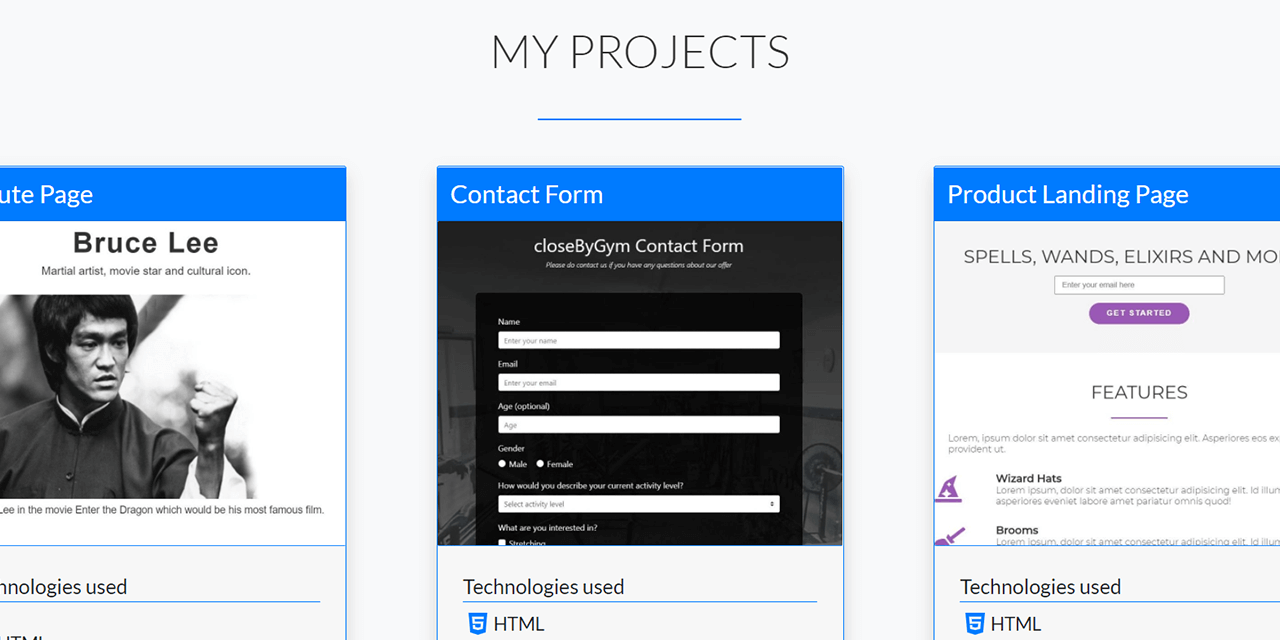 MY PROJECTS
ute Page
Bruce Lee
Martial artist, movie star and cultural icon.
Lee in the movie Enter the Dragon which would be his most famous film.
hnologies used
HTML
Contact Form
closeByGym Contact Form
Please do contact us if you have any questions about our offer
Name
Enter your name
Email
Enter your email
Age (optional)
Age
Gender
Male Female
How would you describe your current activity level?
Select activity level
What are you interested in?
Stretching
Technologies used
HTML
Product Landing Page
SPELLS, WANDS, ELIXIRS AND MO
Enter your email here
GET STARTED
FEATURES
Lorem, ipsum dolor sit amet consectetur adipisicing elit. Asperiores eos ex
provident ut.
Wizard Hats
Lorem ipsum, dolor sit amet consectetur adipisicing elit. Id illum
asperiores eveniet labore amet pariatur omnis quod!
Brooms
Lorem ipsum, dolor sit amet consectetur adipisicing elit. Id illum
Technologies used
HTML